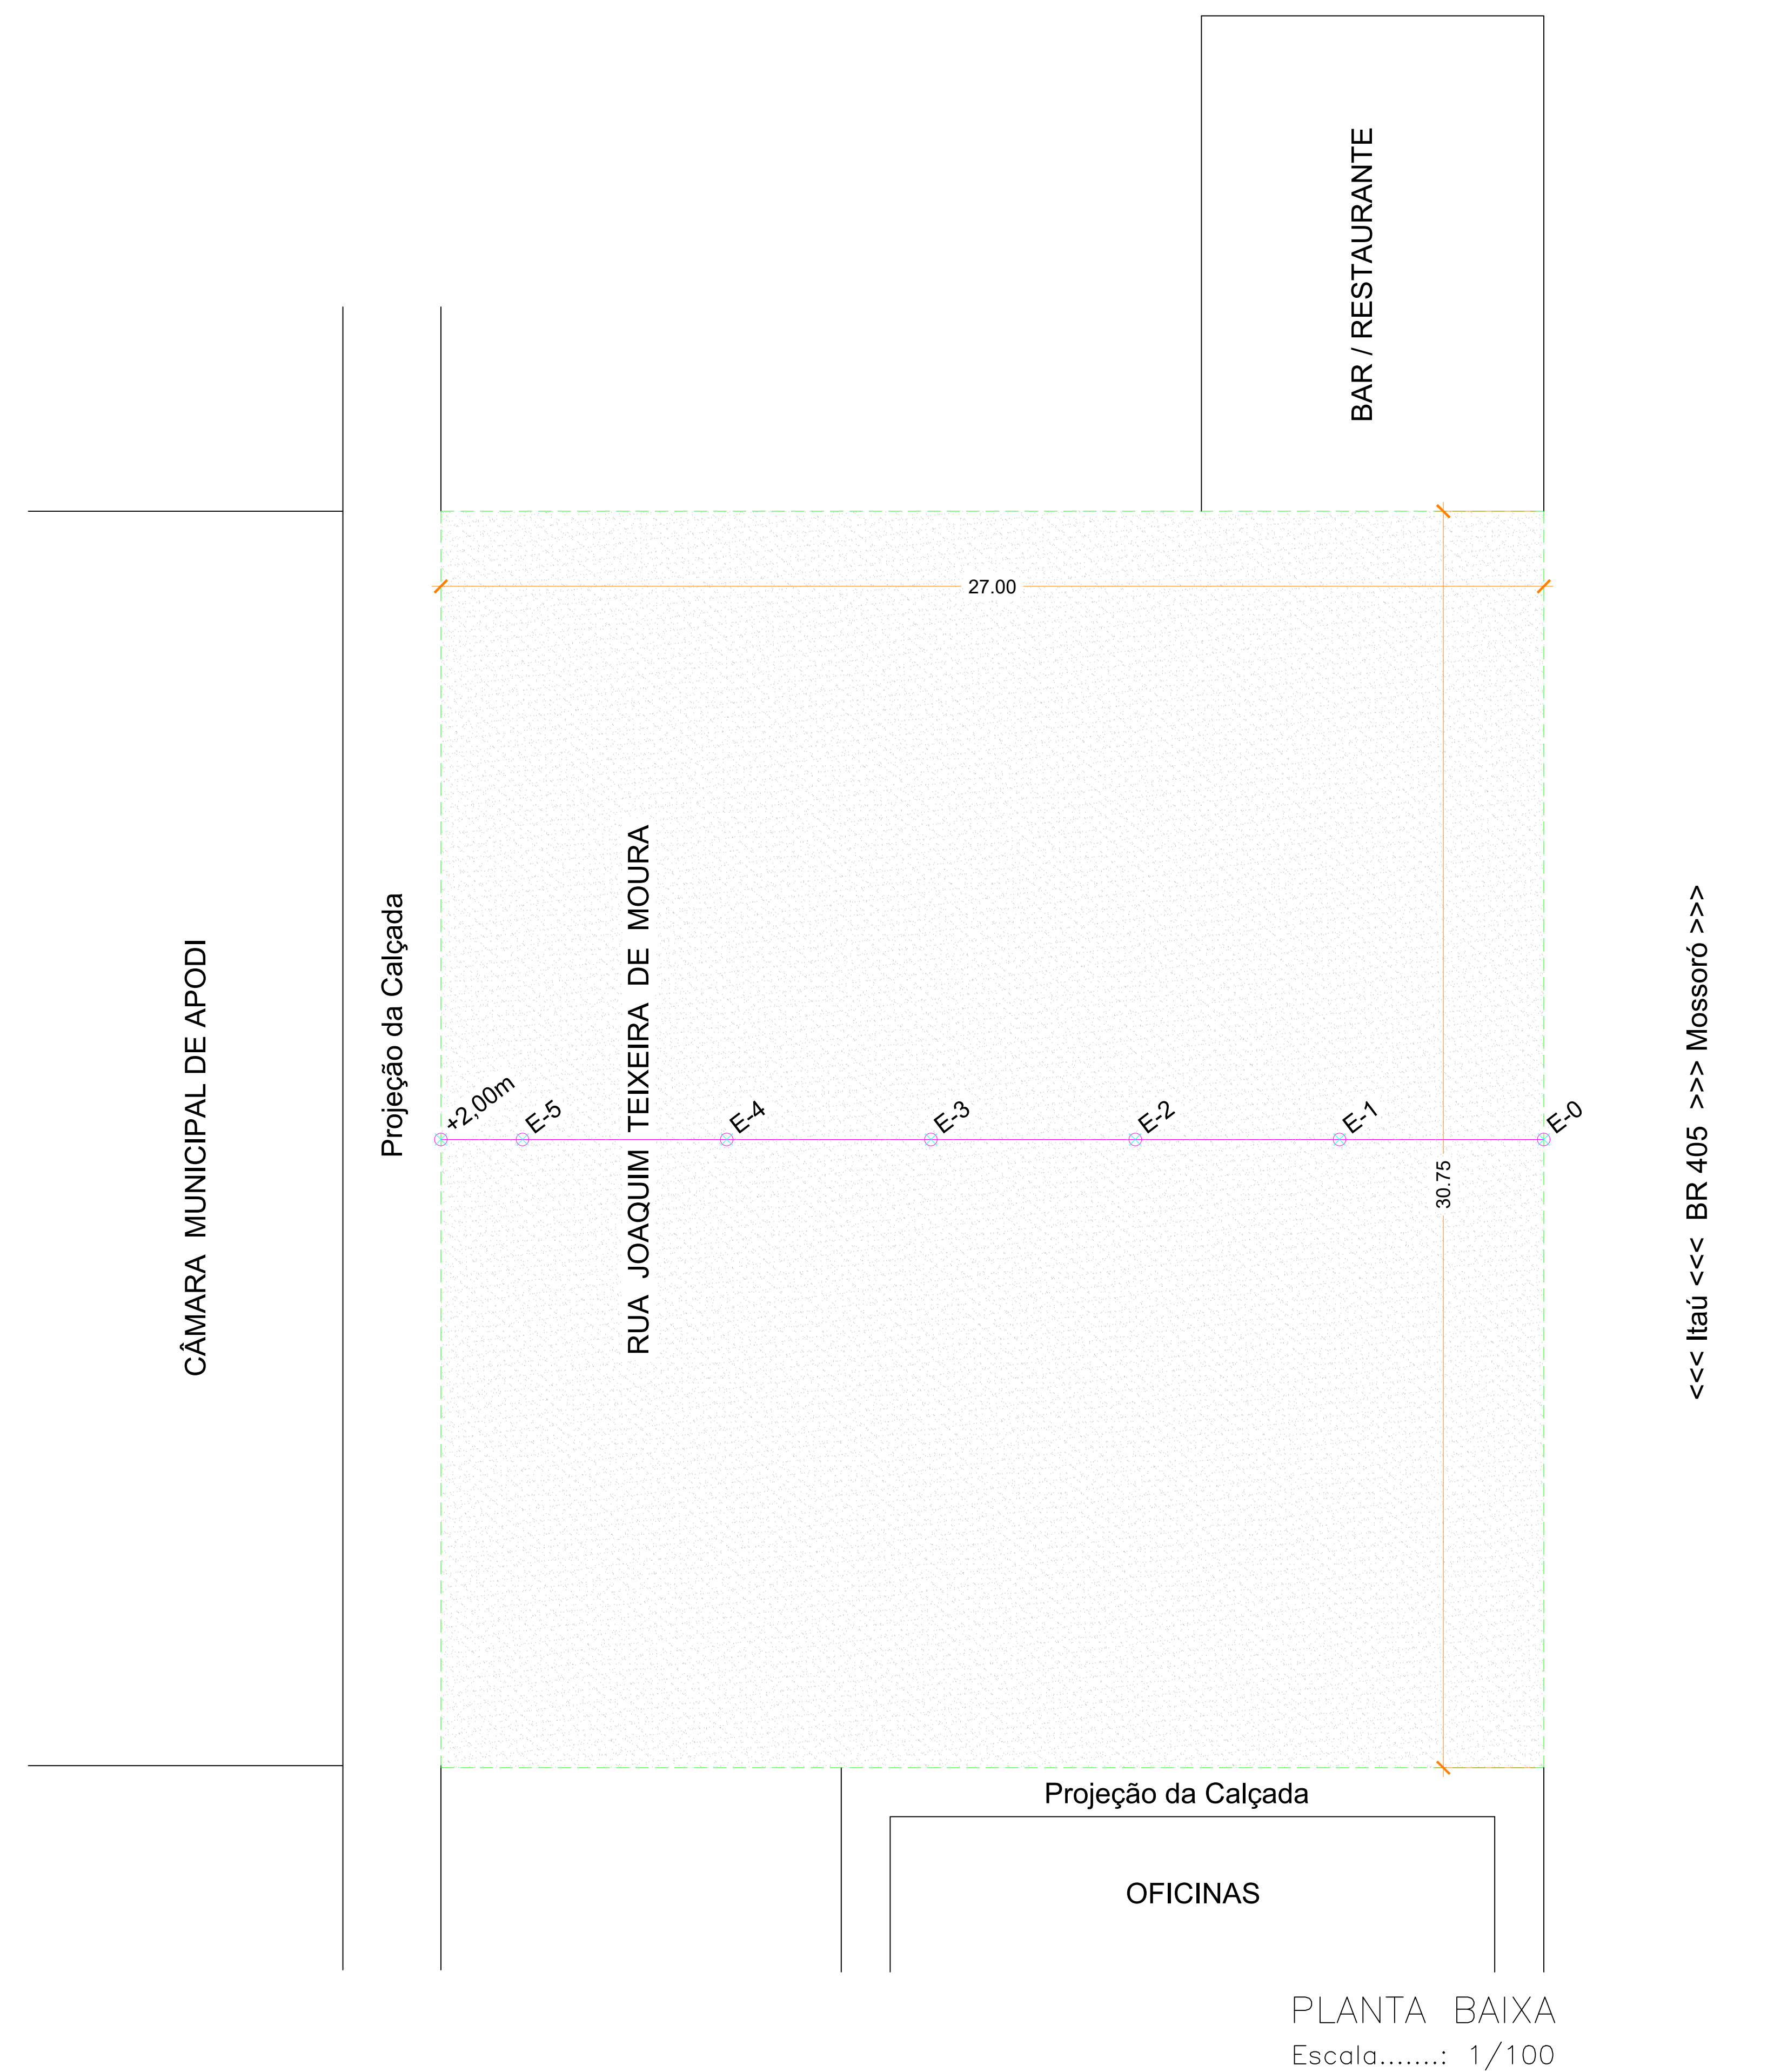 BAR / RESTAURANTE
27.00
CÂMARA MUNICIPAL DE APODI
Projeção da Calçada
RUA JOAQUIM TEIXEIRA DE MOURA
+2,00m
E-5
E-4
E-3
E-2
E-1
E-0
30.75
<<< Itaú <<< BR 405 >>> Mossoró >>>
Projeção da Calçada
OFICINAS
PLANTA BAIXA
Escala.......: 1/100